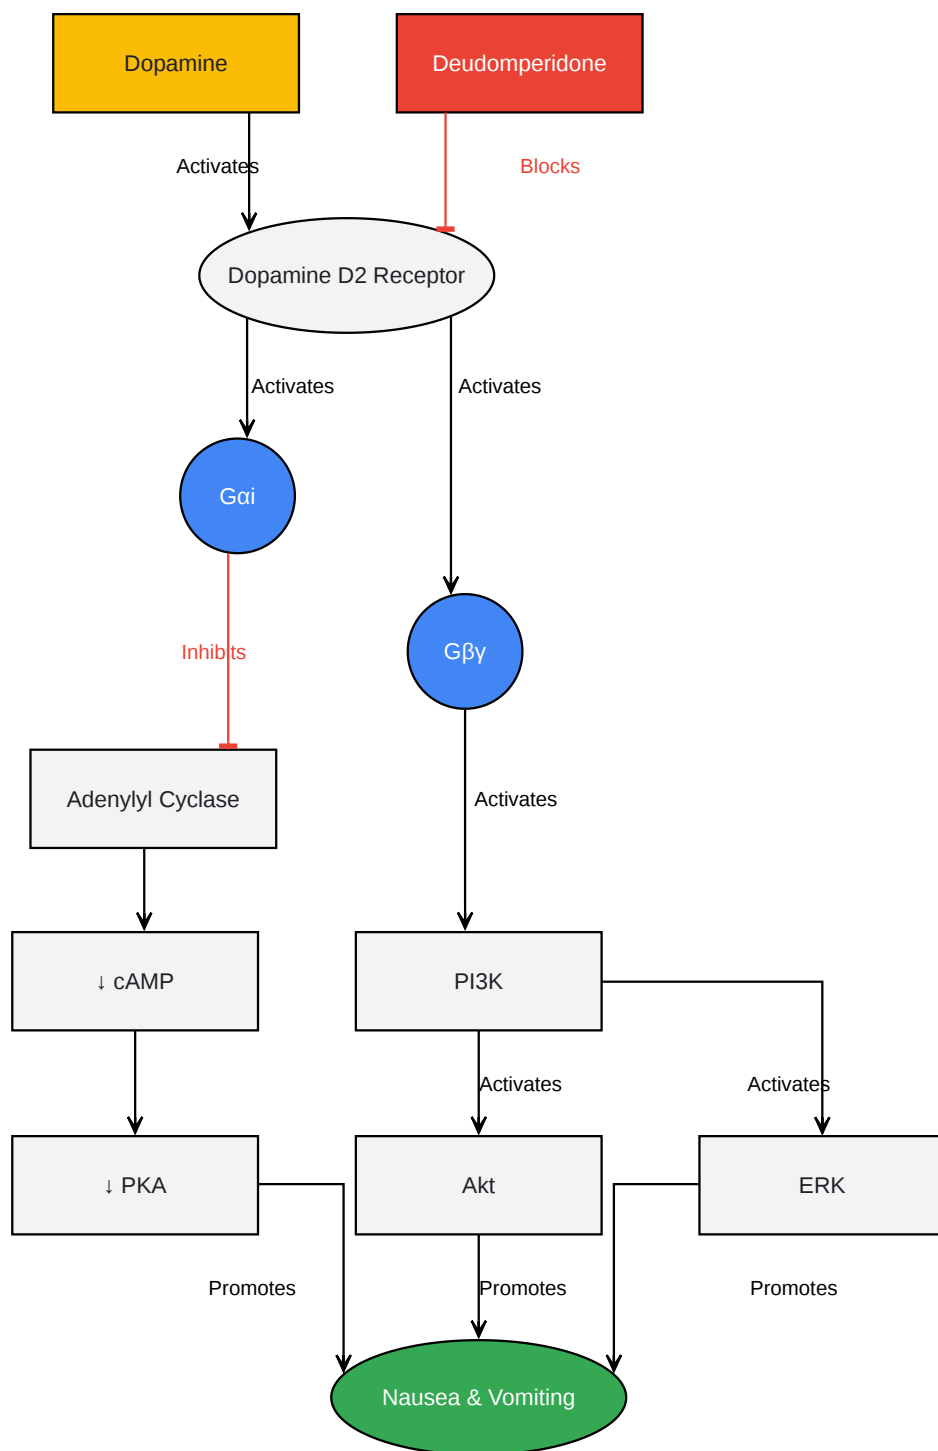 Dopamine
Deudomperidone
Activates
Blocks
Dopamine D2 Receptor
Activates
Activates
Gαi
Inhibits
Gβγ
Adenylyl Cyclase
Activates
↓ cAMP
PI3K
Activates
Activates
↓ PKA
Akt
ERK
Promotes
Promotes
Promotes
Nausea & Vomiting